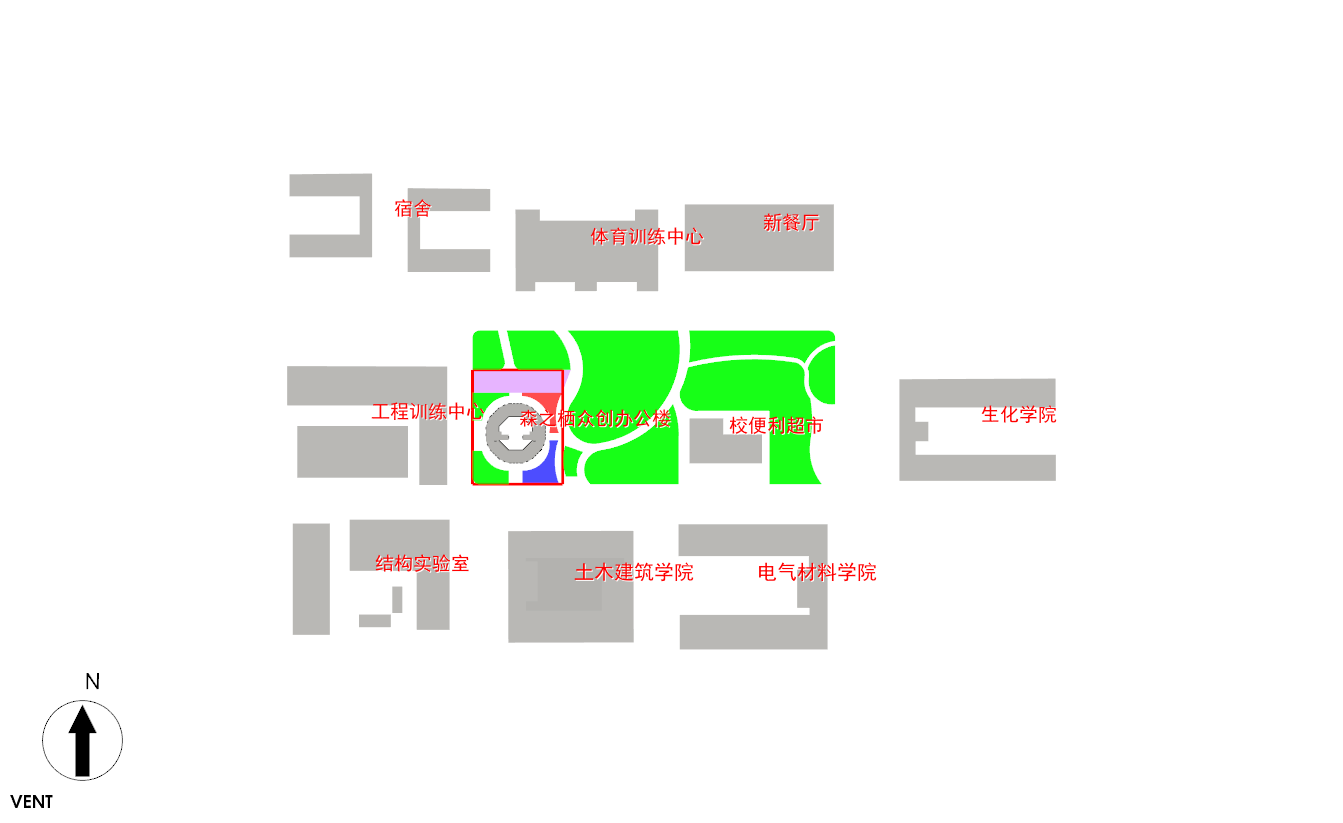 宿舍
体育训练中心
新餐厅
工程训练中心
森之栖众创办公楼
校便利超市
生化学院
结构实验室
土木建筑学院
电气材料学院
N
VENT